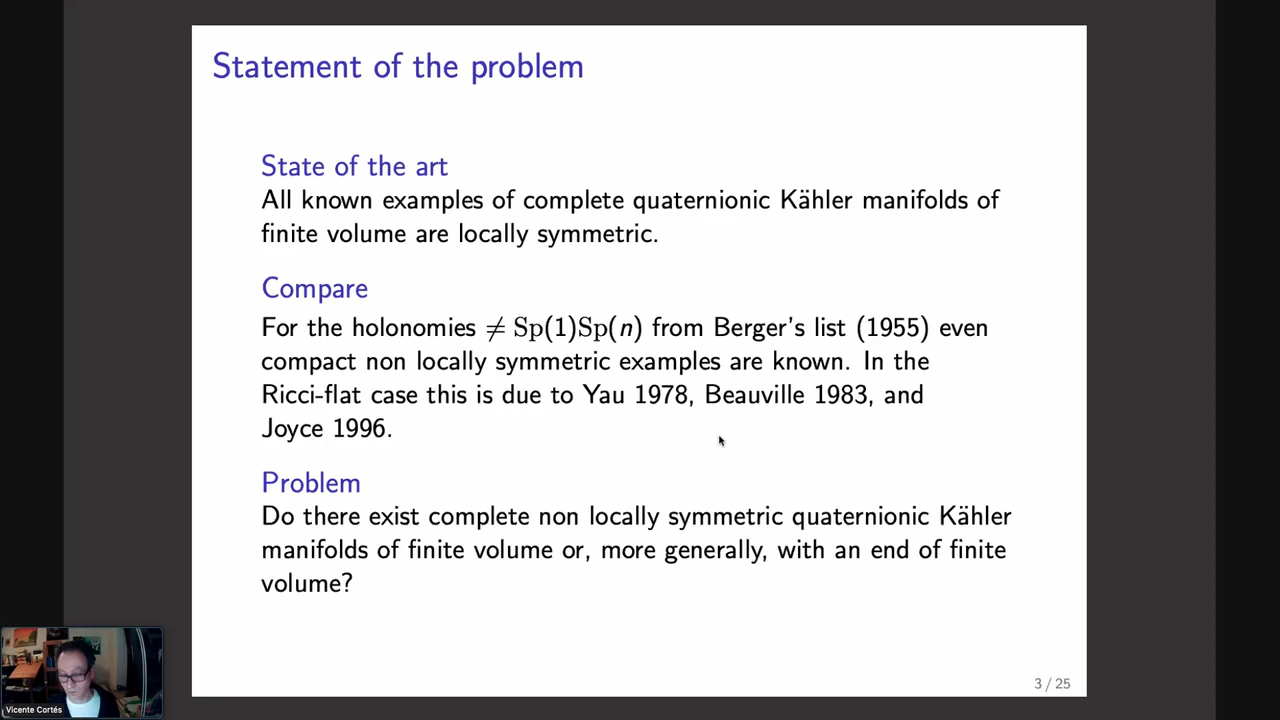 Statement of the problem
State of the art
All known examples of complete quaternionic Kähler manifolds of
finite volume are locally symmetric.
Compare
For the holonomies ≠ Sp(1)Sp(n) from Berger's list (1955) even
compact non locally symmetric examples are known. In the
Ricci-flat case this is due to Yau 1978, Beauville 1983, and
Joyce 1996.
Problem
Do there exist complete non locally symmetric quaternionic Kähler
manifolds of finite volume or, more generally, with an end of finite
volume?
3 / 25
Vicente Cortés